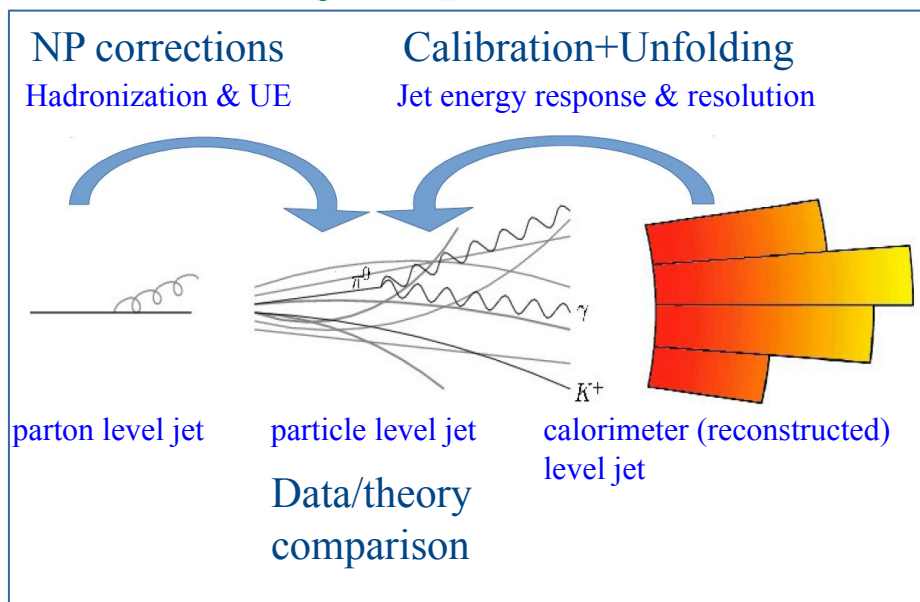 NP corrections
Calibration+Unfolding
Hadronization & UE
Jet energy response & resolution
π⁰
γ
K⁺
parton level jet
particle level jet
calorimeter (reconstructed)
level jet
Data/theory
comparison